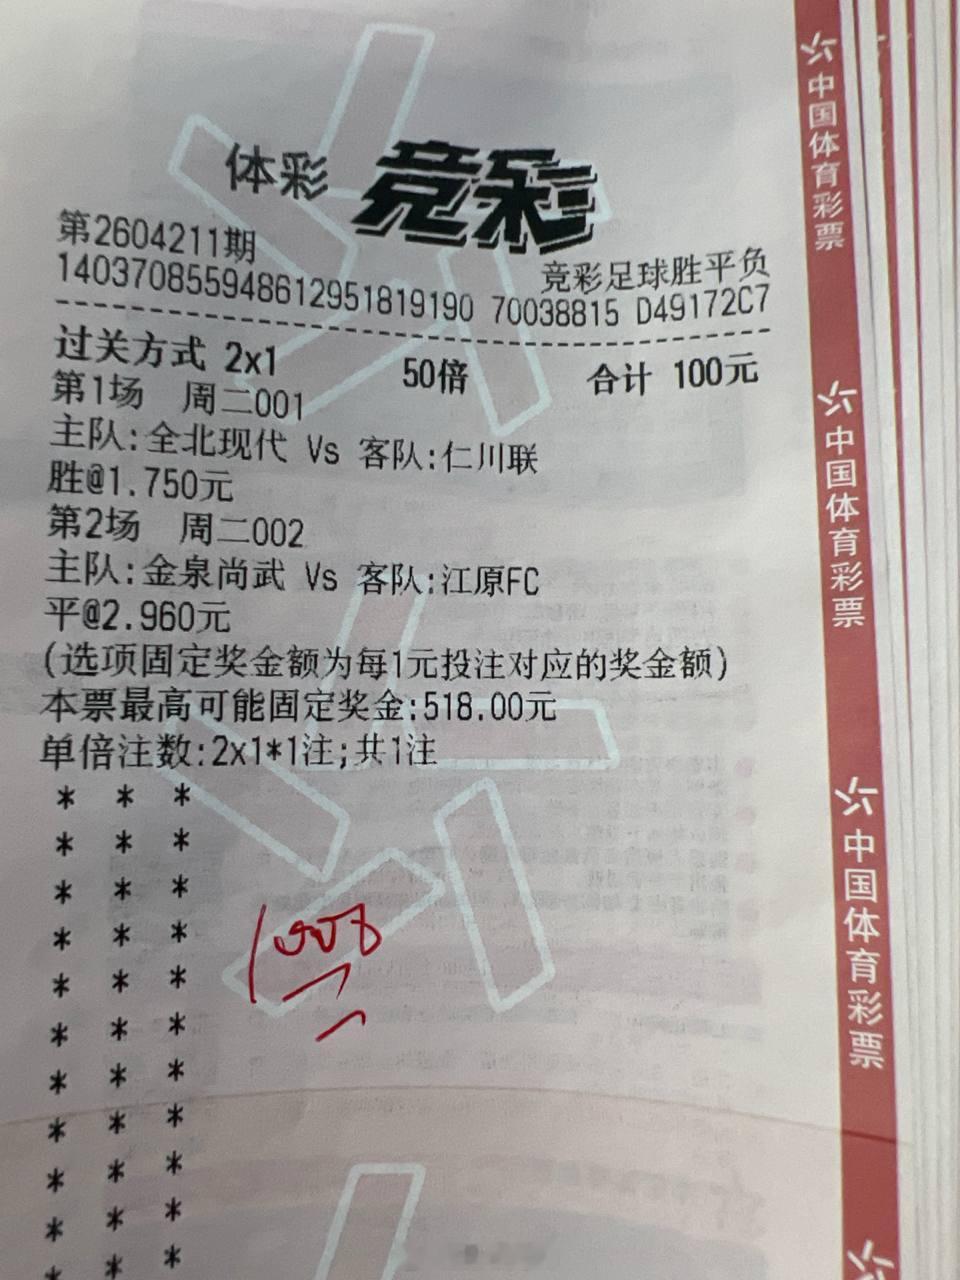 体彩 竞彩
第2604211期
竞彩足球胜平负
140370855948612951819190 70038815 D49172C7
过关方式 2x1 50倍 合计 100元
第1场 周二001
主队:全北现代 Vs 客队:仁川联
胜@1.750元
第2场 周二002
主队:金泉尚武 Vs 客队:江原FC
平@2.960元
(选项固定奖金额为每1元投注对应的奖金额)
本票最高可能固定奖金:518.00元
单倍注数:2x1*1注;共1注
* * *
* * *
* * *
* * *
* * *
* * *
* * *
* * *
* * *
* * *
* * *
中国体育彩票
中国体育彩票
中国体育彩票